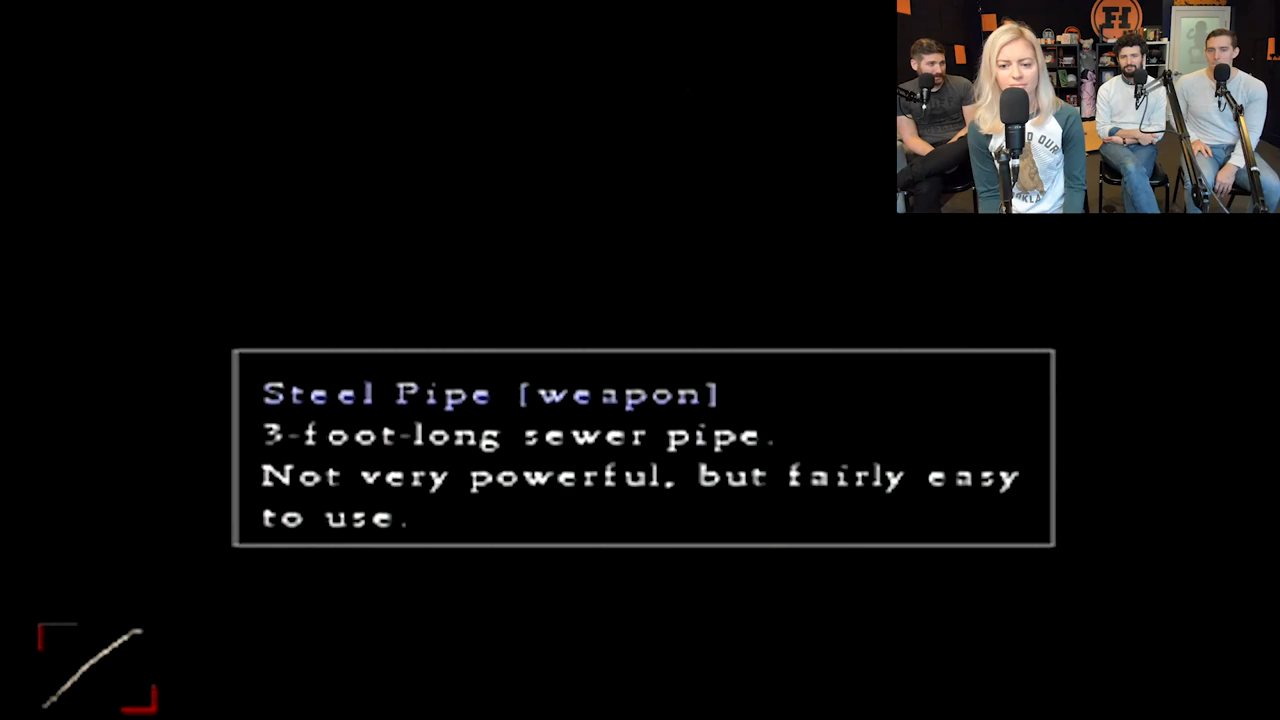 Steel Pipe [weapon]
3-foot-long sewer pipe.
Not very powerful, but fairly easy
to use.